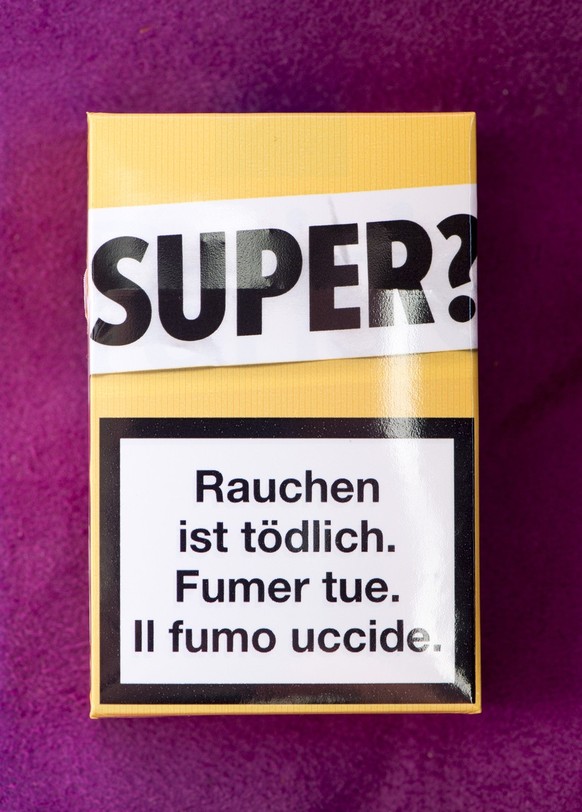 SUPER?
Rauchen
ist tödlich.
Fumer tue.
Il fumo uccide.